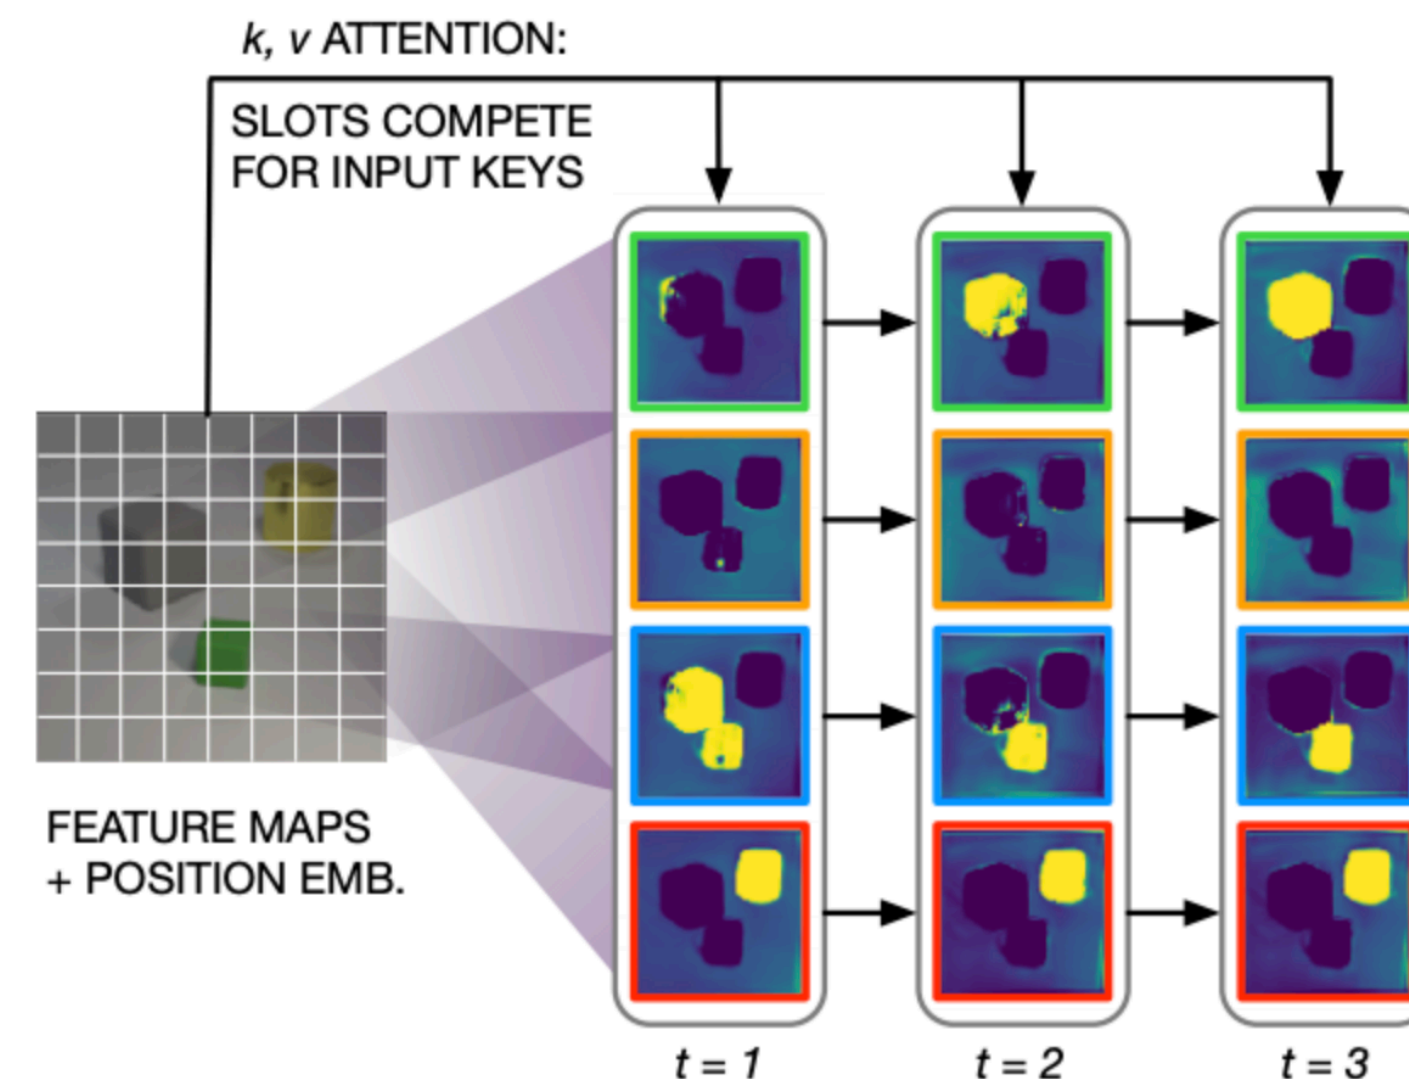 k, v ATTENTION:
SLOTS COMPETE
FOR INPUT KEYS
FEATURE MAPS
+ POSITION EMB.
t = 1
t = 2
t = 3